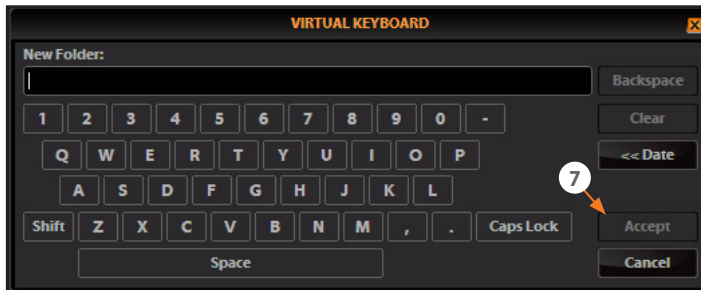 VIRTUAL KEYBOARD X
New Folder:
Backspace
1 2 3 4 5 6 7 8 9 0 - Clear
Q W E R T Y U I O P << Date
A S D F G H J K L
7
Shift Z X C V B N M , . Caps Lock Accept
Space Cancel